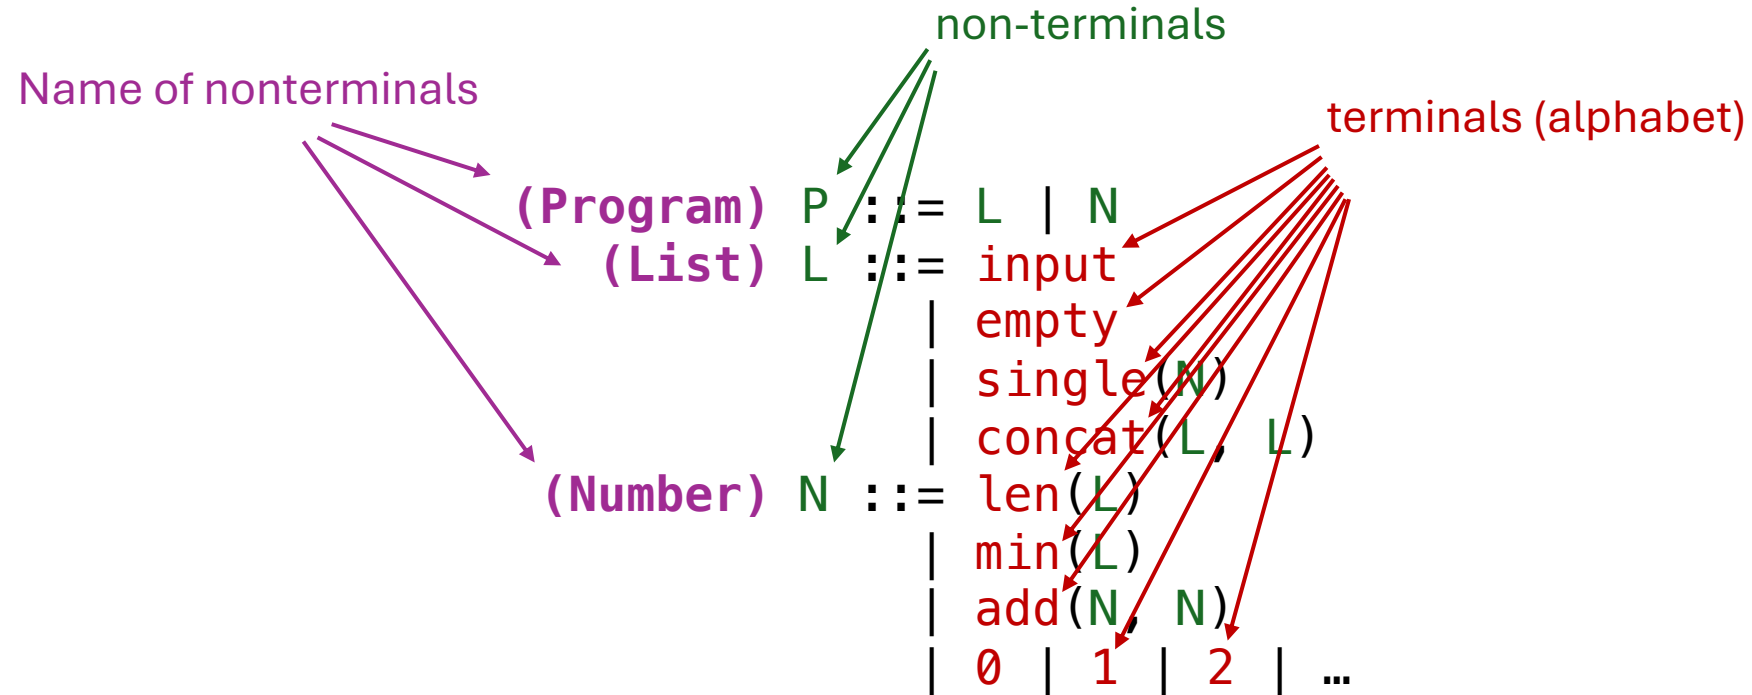 non-terminals
Name of nonterminals
terminals (alphabet)
(Program) P ::= L | N
(List) L ::= input
| empty
| single(N)
| concat(L, L)
(Number) N ::= len(L)
| min(L)
| add(N, N)
| 0 | 1 | 2 | …